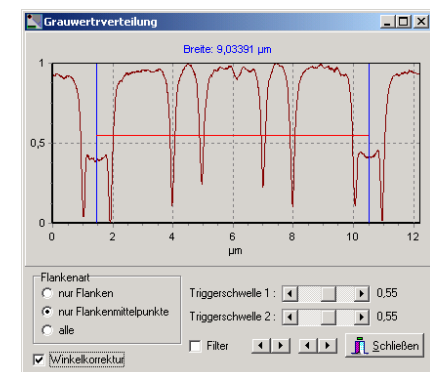 Grauwertrverteilung
Breite: 9,03391 µm
1
0,5
0
0 2 4 6 8 10 12
µm
Flankenart
nur Flanken
nur Flankenmittelpunkte
alle
Triggerschwelle 1 : 0,55
Triggerschwelle 2 : 0,55
Filter
Schließen
Winkelkorrektur